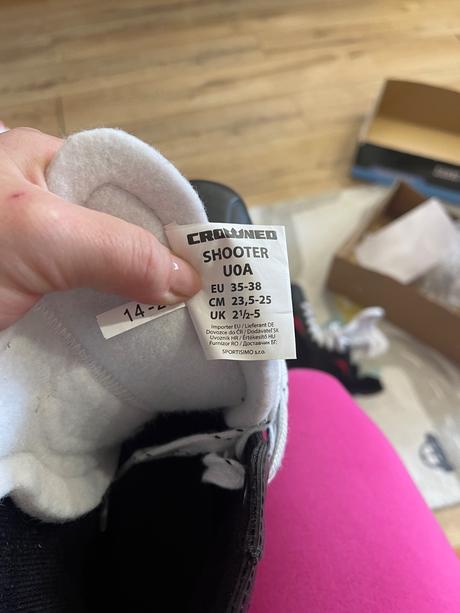 CROWNED
SHOOTER
U0A
EU 35-38
CM 23,5-25
UK 2½-5
Importer EU / Lieferant DE
Dovozce do ČR / Dodávateľ SK
Uvoznik HR / Értékesítő HU
Furnizor RO / Доставчик БГ:
SPORTISIMO s.r.o.
14-2